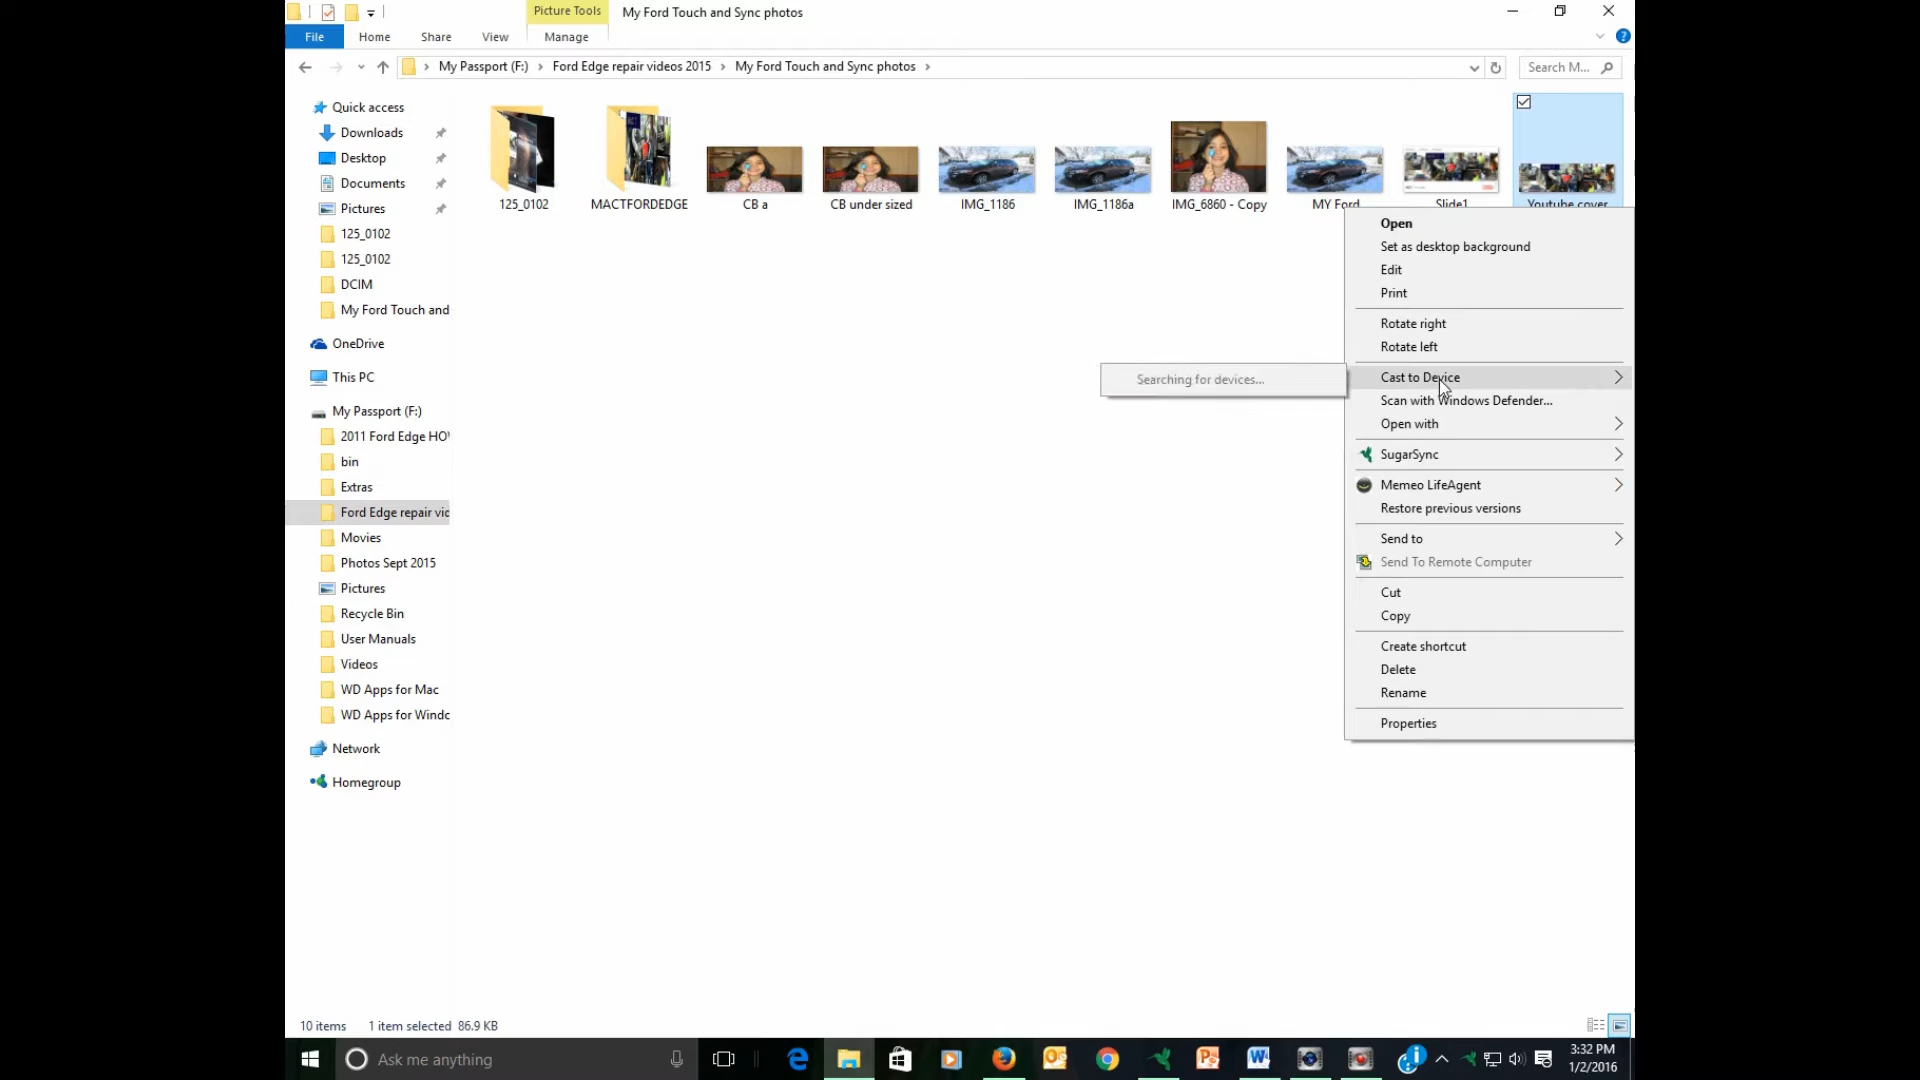 Picture Tools
My Ford Touch and Sync photos
File
Home
Share
View
Manage
My Passport (F:)
Ford Edge repair videos 2015
My Ford Touch and Sync photos
Search M...
Quick access
Downloads
Desktop
Documents
Pictures
125_0102
125_0102
DCIM
My Ford Touch and
OneDrive
This PC
My Passport (F:)
2011 Ford Edge HO
bin
Extras
Ford Edge repair vid
Movies
Photos Sept 2015
Pictures
Recycle Bin
User Manuals
Videos
WD Apps for Mac
WD Apps for Windo
Network
Homegroup
125_0102
MACTFORDEDGE
CB a
CB under sized
IMG_1186
IMG_1186a
IMG_6860 - Copy
MY Ford
Slide1
Youtube cover
Open
Set as desktop background
Edit
Print
Rotate right
Rotate left
Cast to Device
Searching for devices...
Scan with Windows Defender...
Open with
SugarSync
Memeo LifeAgent
Restore previous versions
Send to
Send To Remote Computer
Cut
Copy
Create shortcut
Delete
Rename
Properties
10 items
1 item selected 86.9 KB
Ask me anything
3:32 PM
1/2/2016